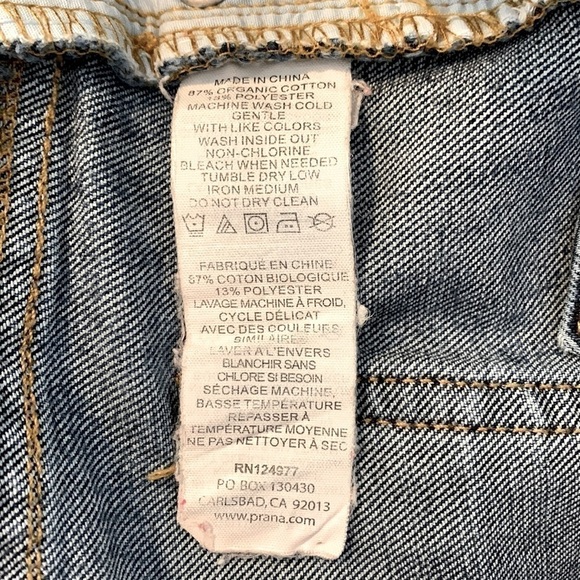 MADE IN CHINA
87% ORGANIC COTTON
13% POLYESTER
MACHINE WASH COLD
GENTLE
WITH LIKE COLORS
WASH INSIDE OUT
NON-CHLORINE
BLEACH WHEN NEEDED
TUMBLE DRY LOW
IRON MEDIUM
DO NOT DRY CLEAN
FABRIQUÉ EN CHINE
87% COTON BIOLOGIQUE
13% POLYESTER
LAVAGE MACHINE À FROID,
CYCLE DÉLICAT
AVEC DES COULEURS
SIMILAIRES
LAVER A L'ENVERS
BLANCHIR SANS
CHLORE SI BESOIN
SÉCHAGE MACHINE,
BASSE TEMPÉRATURE
REPASSER À
TEMPÉRATURE MOYENNE
NE PAS NETTOYER À SEC
RN124977
PO BOX 130430
CARLSBAD, CA 92013
www.prana.com